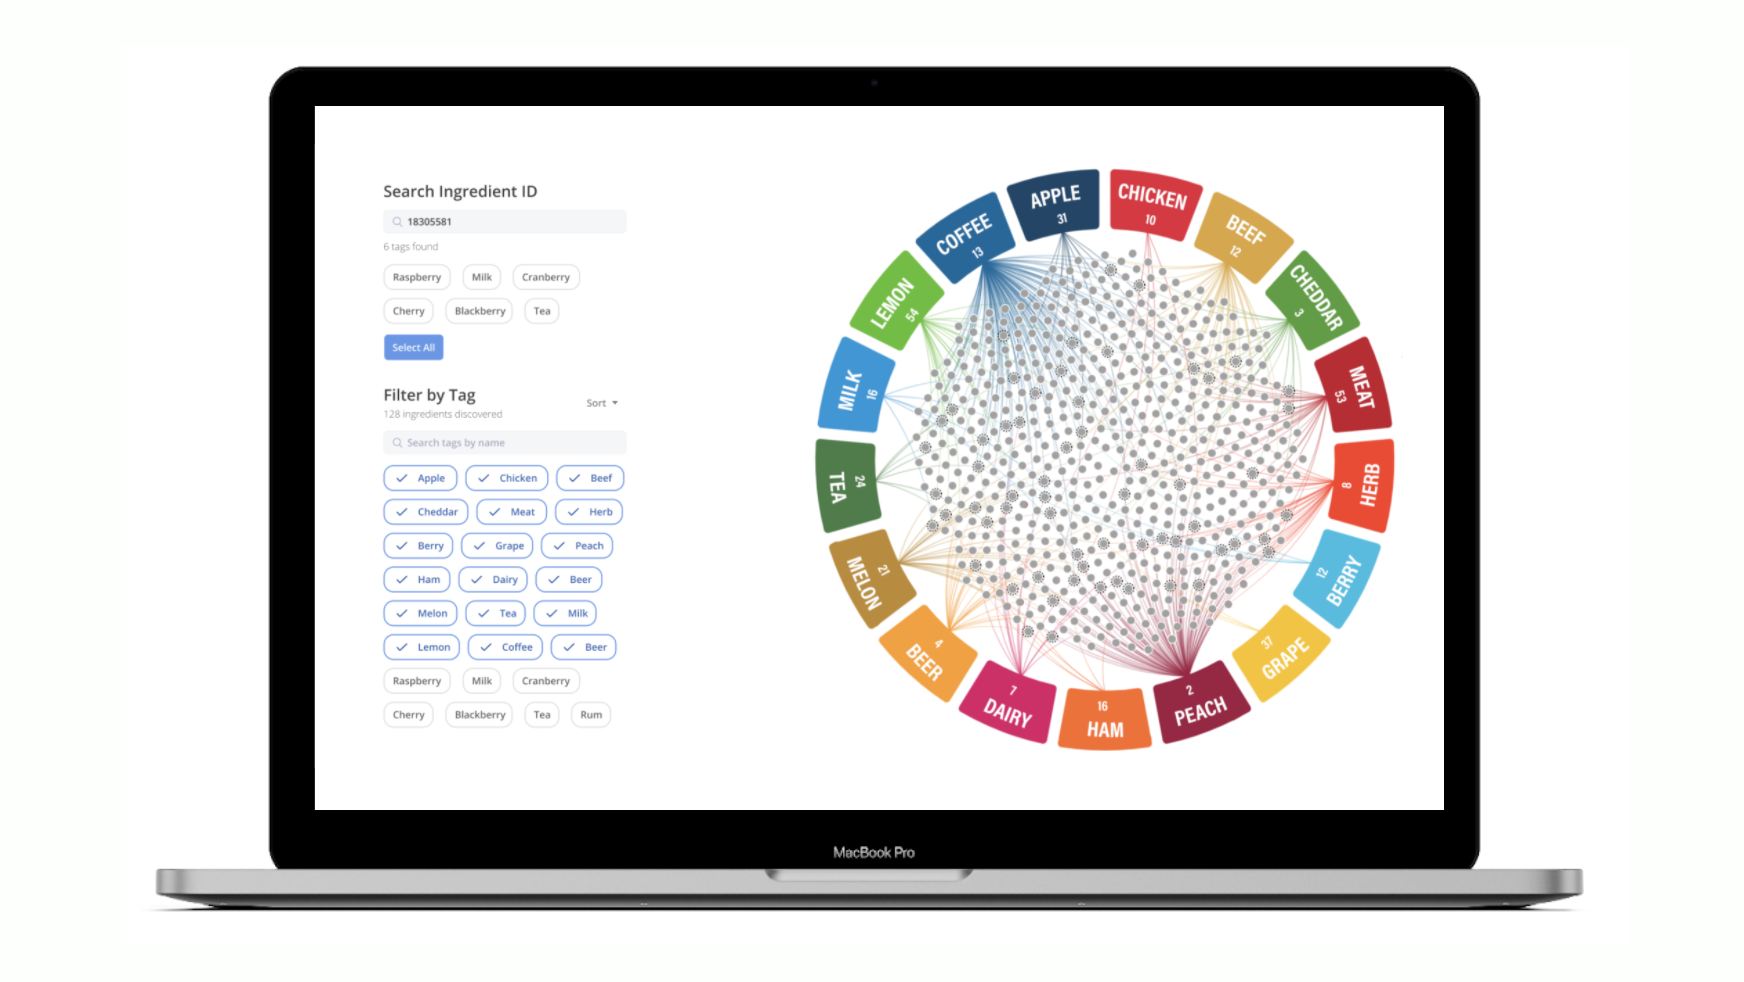 Search Ingredient ID
18305581
6 tags found
Raspberry Milk Cranberry
Cherry Blackberry Tea
Select All
Filter by Tag
128 ingredients discovered
Sort
Search tags by name
Apple Chicken Beef
Cheddar Meat Herb
Berry Grape Peach
Ham Dairy Beer
Melon Tea Milk
Lemon Coffee Beer
Raspberry Milk Cranberry
Cherry Blackberry Tea Rum
APPLE
31
CHICKEN
10
BEEF
12
CHEDDAR
3
MEAT
53
HERB
8
BERRY
12
GRAPE
37
PEACH
2
HAM
16
DAIRY
7
BEER
4
MELON
21
TEA
24
MILK
16
LEMON
54
COFFEE
13
MacBook Pro